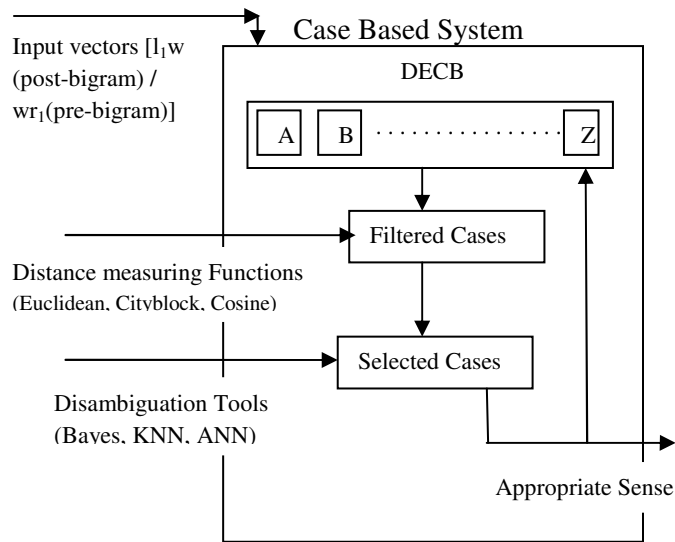 Case Based System
Input vectors [l₁w
(post-bigram) /
wr₁(pre-bigram)]
DECB
A B ................. Z
Filtered Cases
Distance measuring Functions
(Euclidean, Cityblock, Cosine)
Selected Cases
Disambiguation Tools
(Bayes, KNN, ANN)
Appropriate Sense